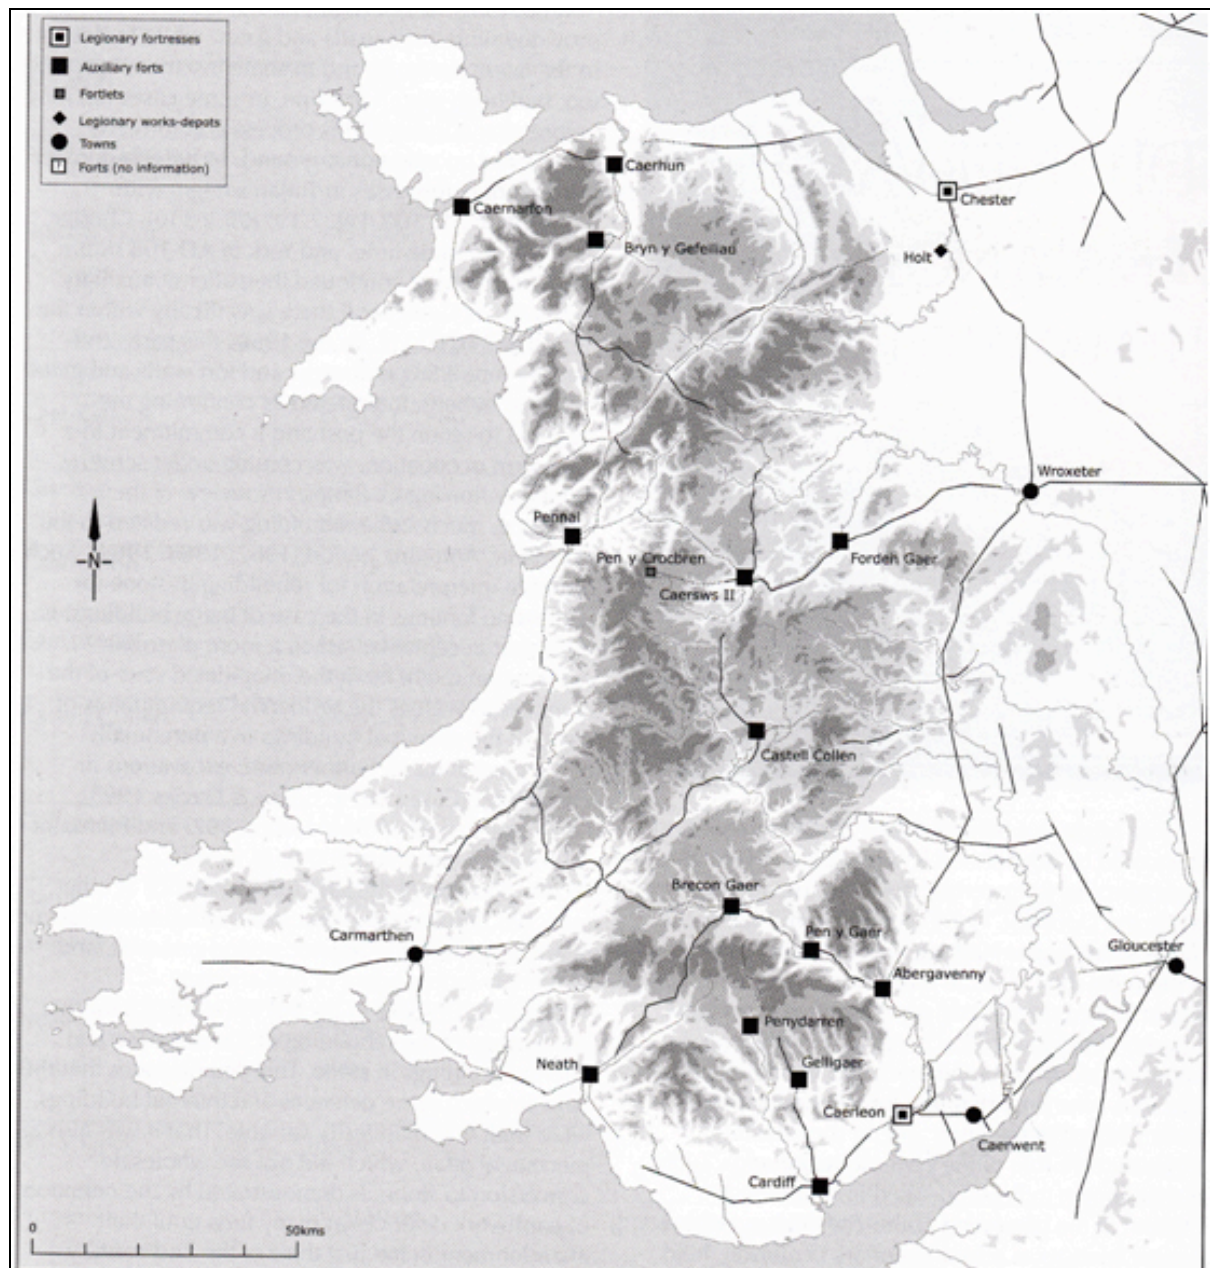 Legionary fortresses
Auxiliary forts
Fortlets
Legionary works-depots
Towns
Forts (no information)
Caerhun
Chester
Caernarfon
Bryn y Gefeiliau
Holt
Wroxeter
Pennal
Pen y Crocbren
Forden Gaer
Caersws II
N
Castell Collen
Brecon Gaer
Pen y Gaer
Carmarthen
Gloucester
Abergavenny
Penydarren
Neath
Gelligaer
Caerleon
Caerwent
Cardiff
0
50kms